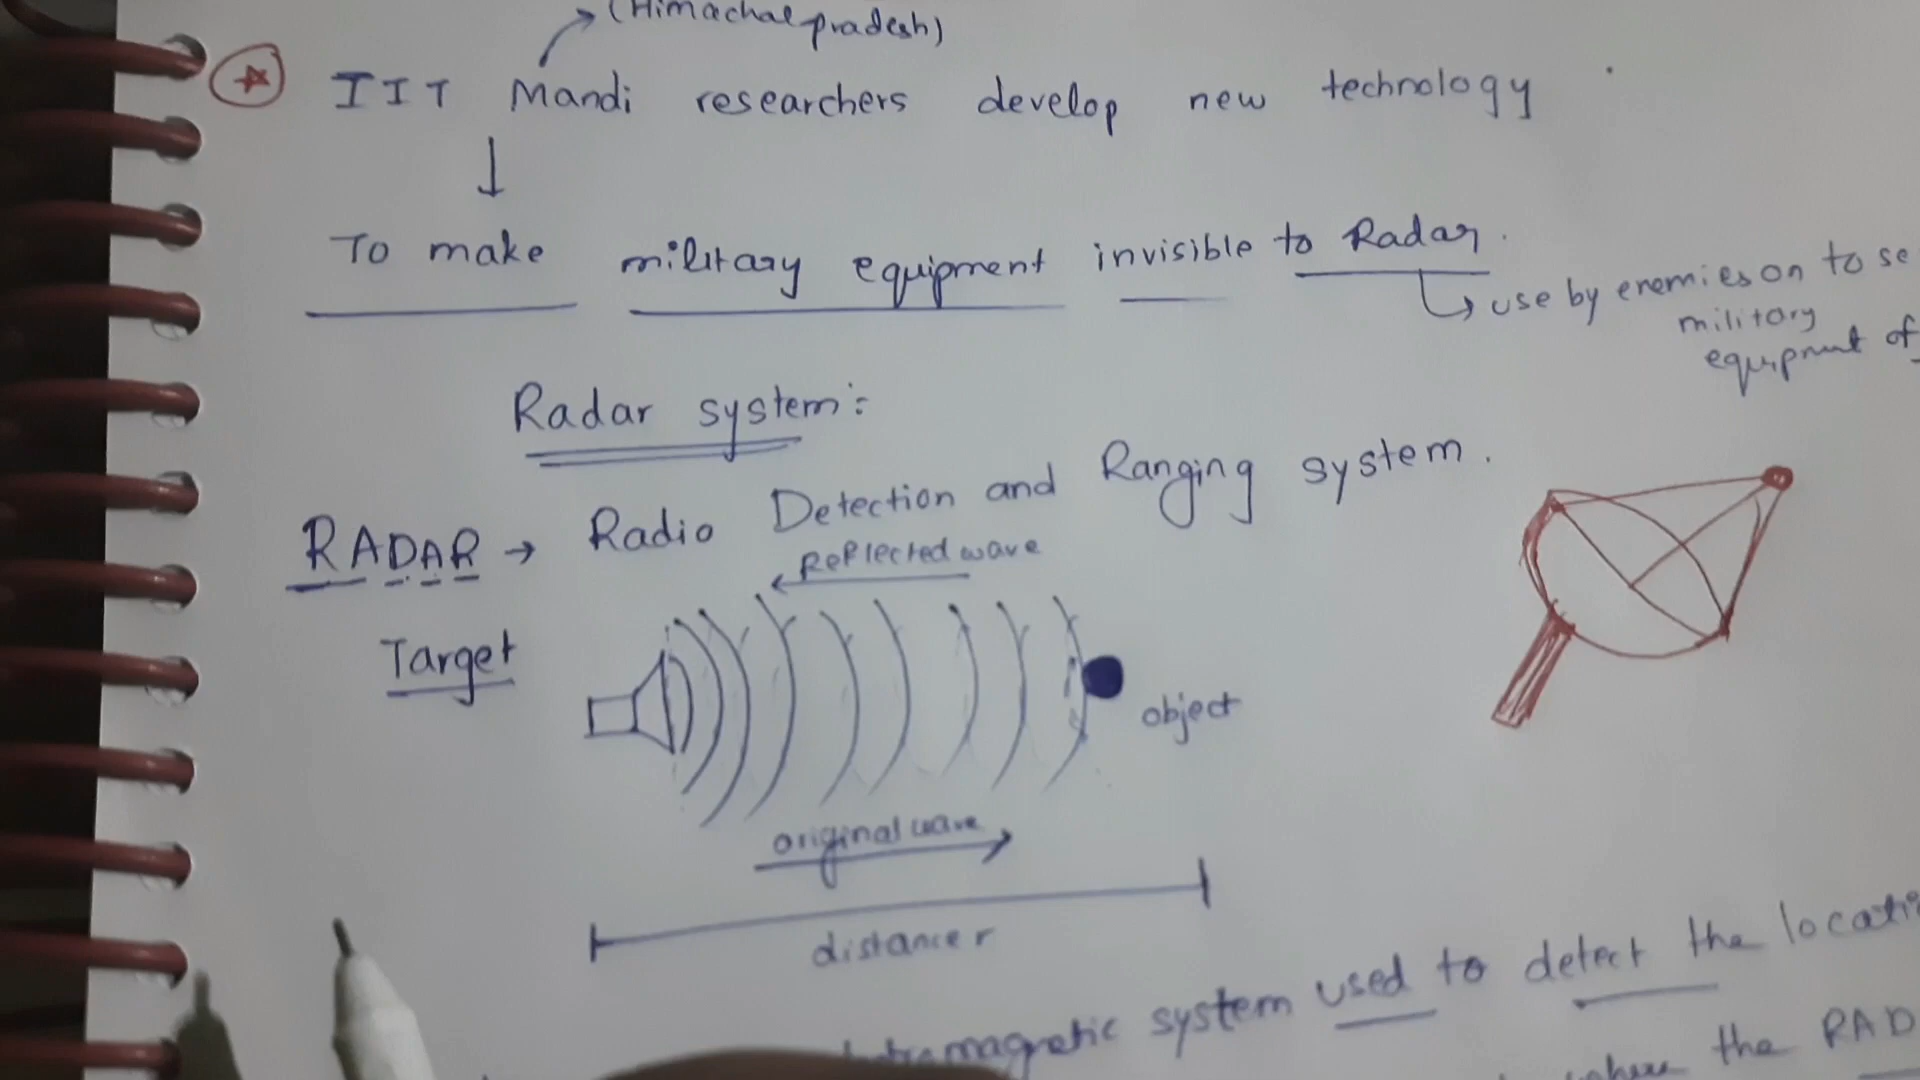 (Himachal pradesh)
IIT Mandi researchers develop new technology
To make military equipment invisible to Radar.
use by enemies on to se
military
equipment of
Radar system:
RADAR → Radio Detection and Ranging system.
Reflected wave
Target
object
original wave
distance r
magnetic system used to detect the locati
where the RAD